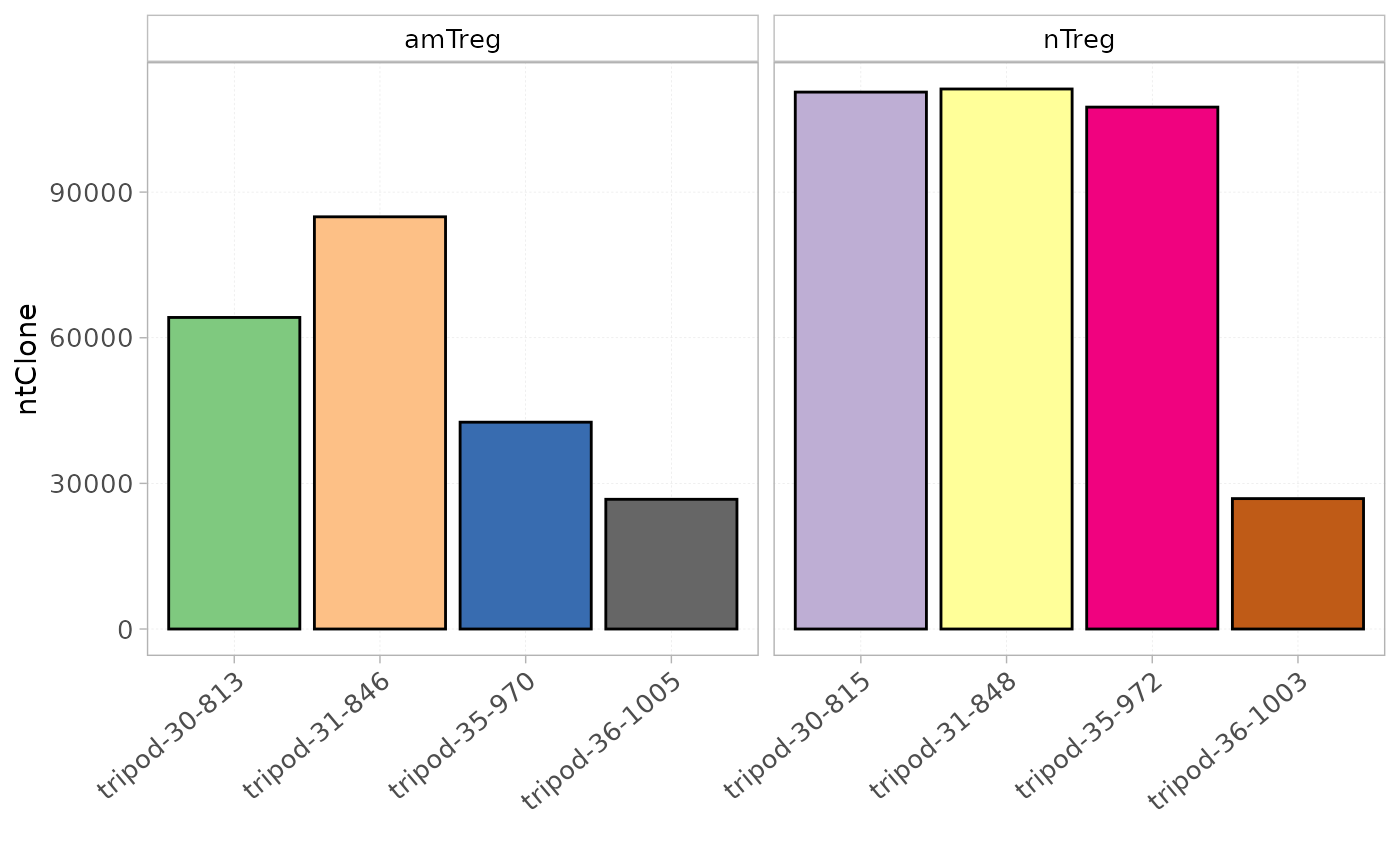 amTreg
nTreg
ntClone
90000
60000
30000
0
tripod-30-813
tripod-31-846
tripod-35-970
tripod-36-1005
tripod-30-815
tripod-31-848
tripod-35-972
tripod-36-1003